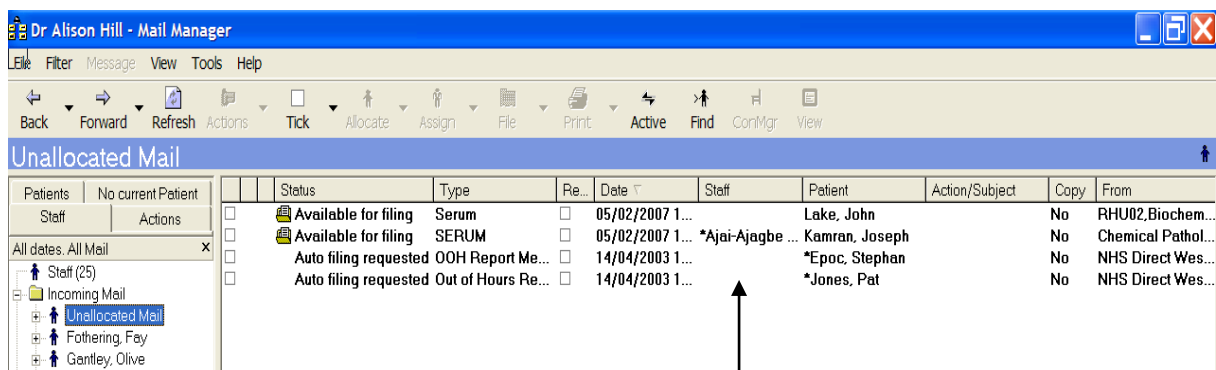 Dr Alison Hill - Mail Manager
File Filter Message View Tools Help
Back Forward Refresh Actions Tick Allocate Assign File Print Active Find ConMgr View
Unallocated Mail
Patients No current Patient
Staff Actions
All dates. All Mail x
Staff (25)
Incoming Mail
Unallocated Mail
Fothering, Fay
Gantley, Olive
Status Type Re... Date Staff Patient Action/Subject Copy From
Available for filing Serum 05/02/2007 1... Lake, John No RHU02,Biochem...
Available for filing SERUM 05/02/2007 1... *Ajai-Ajagbe ... Kamran, Joseph No Chemical Pathol...
Auto filing requested OOH Report Me... 14/04/2003 1... *Epoc, Stephan No NHS Direct Wes...
Auto filing requested Out of Hours Re... 14/04/2003 1... *Jones, Pat No NHS Direct Wes...